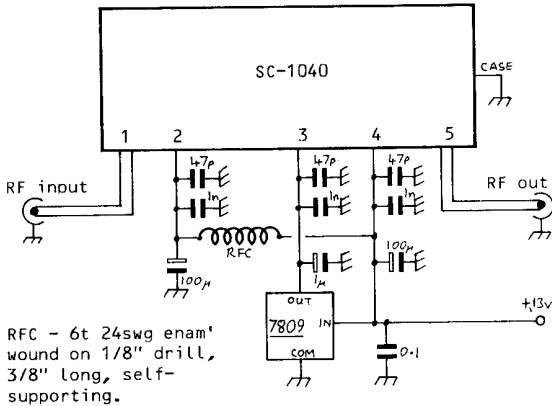 SC-1040
CASE
1 2 3 4 5
47p 47p 47p
RF input
RF out
1n 1n 1n
RFC
100μ 1μ 100μ
OUT
+13v
7809 IN
COM
0.1
RFC - 6t 24swg enam'
wound on 1/8" drill,
3/8" long, self-
supporting.